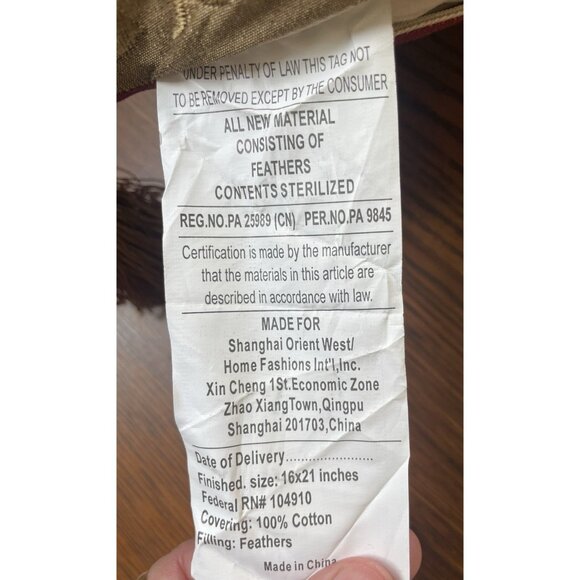 UNDER PENALTY OF LAW THIS TAG NOT
TO BE REMOVED EXCEPT BY THE CONSUMER
ALL NEW MATERIAL
CONSISTING OF
FEATHERS
CONTENTS STERILIZED
REG.NO.PA 25989 (CN) PER.NO.PA 9845
Certification is made by the manufacturer
that the materials in this article are
described in accordance with law.
MADE FOR
Shanghai Orient West/
Home Fashions Int'l,Inc.
Xin Cheng 1St.Economic Zone
Zhao XiangTown,Qingpu
Shanghai 201703,China
Date of Delivery.......................
Finished. size: 16x21 inches
Federal RN# 104910
Covering: 100% Cotton
Filling: Feathers
Made in China